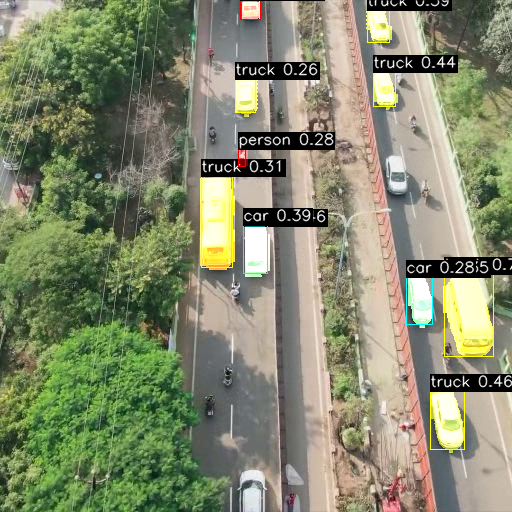 truck 0.59
truck 0.26
truck 0.44
person 0.28
truck 0.31
car 0.39
car 0.28
truck 0.46